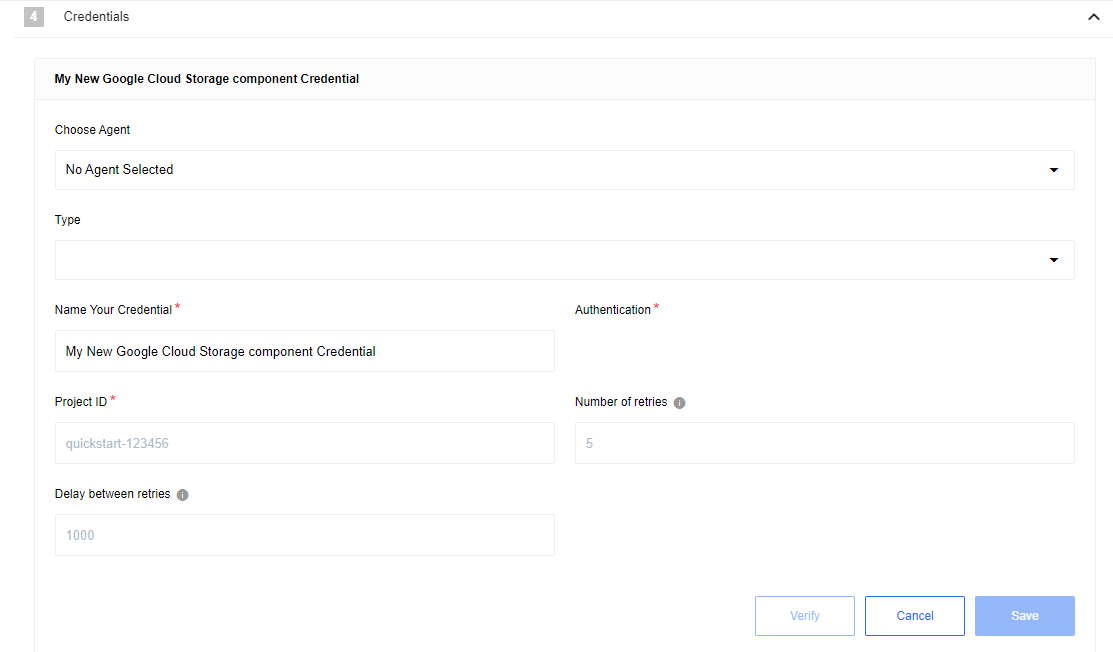 4 Credentials
My New Google Cloud Storage component Credential
Choose Agent
No Agent Selected
Type
Name Your Credential *
Authentication *
My New Google Cloud Storage component Credential
Project ID *
Number of retries i
quickstart-123456
5
Delay between retries i
1000
Verify
Cancel
Save